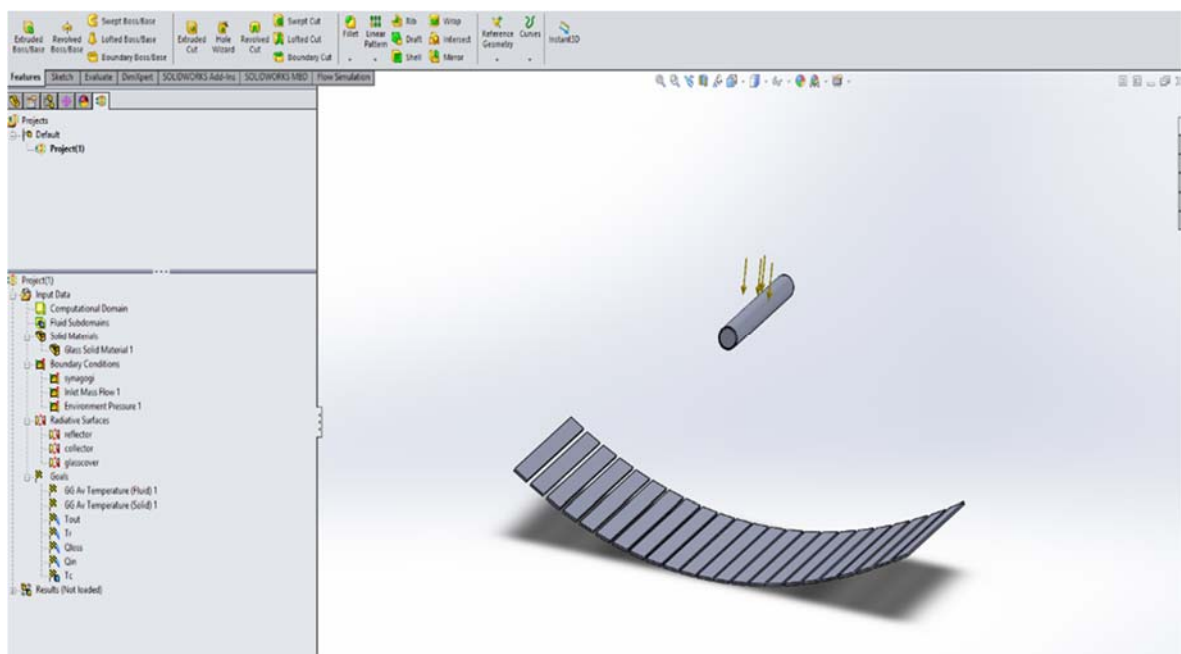 Extruded Boss/Base
Revolved Boss/Base
Swept Boss/Base
Lofted Boss/Base
Boundary Boss/Base
Extruded Cut
Hole Wizard
Revolved Cut
Swept Cut
Lofted Cut
Boundary Cut
Fillet
Linear Pattern
Rib
Draft
Shell
Wrap
Intersect
Mirror
Reference Geometry
Curves
Instant3D
Features Sketch Evaluate DimXpert SOLIDWORKS Add-Ins SOLIDWORKS MBD Flow Simulation
Projects
Default
Project(1)
Project(1)
Input Data
Computational Domain
Fluid Subdomains
Solid Materials
Glass Solid Material 1
Boundary Conditions
synagogi
Inlet Mass Flow 1
Environment Pressure 1
Radiative Surfaces
reflector
collector
glasscover
Goals
GG Av Temperature (Fluid) 1
GG Av Temperature (Solid) 1
Tout
Tr
Qloss
Qin
Tc
Results (Not loaded)